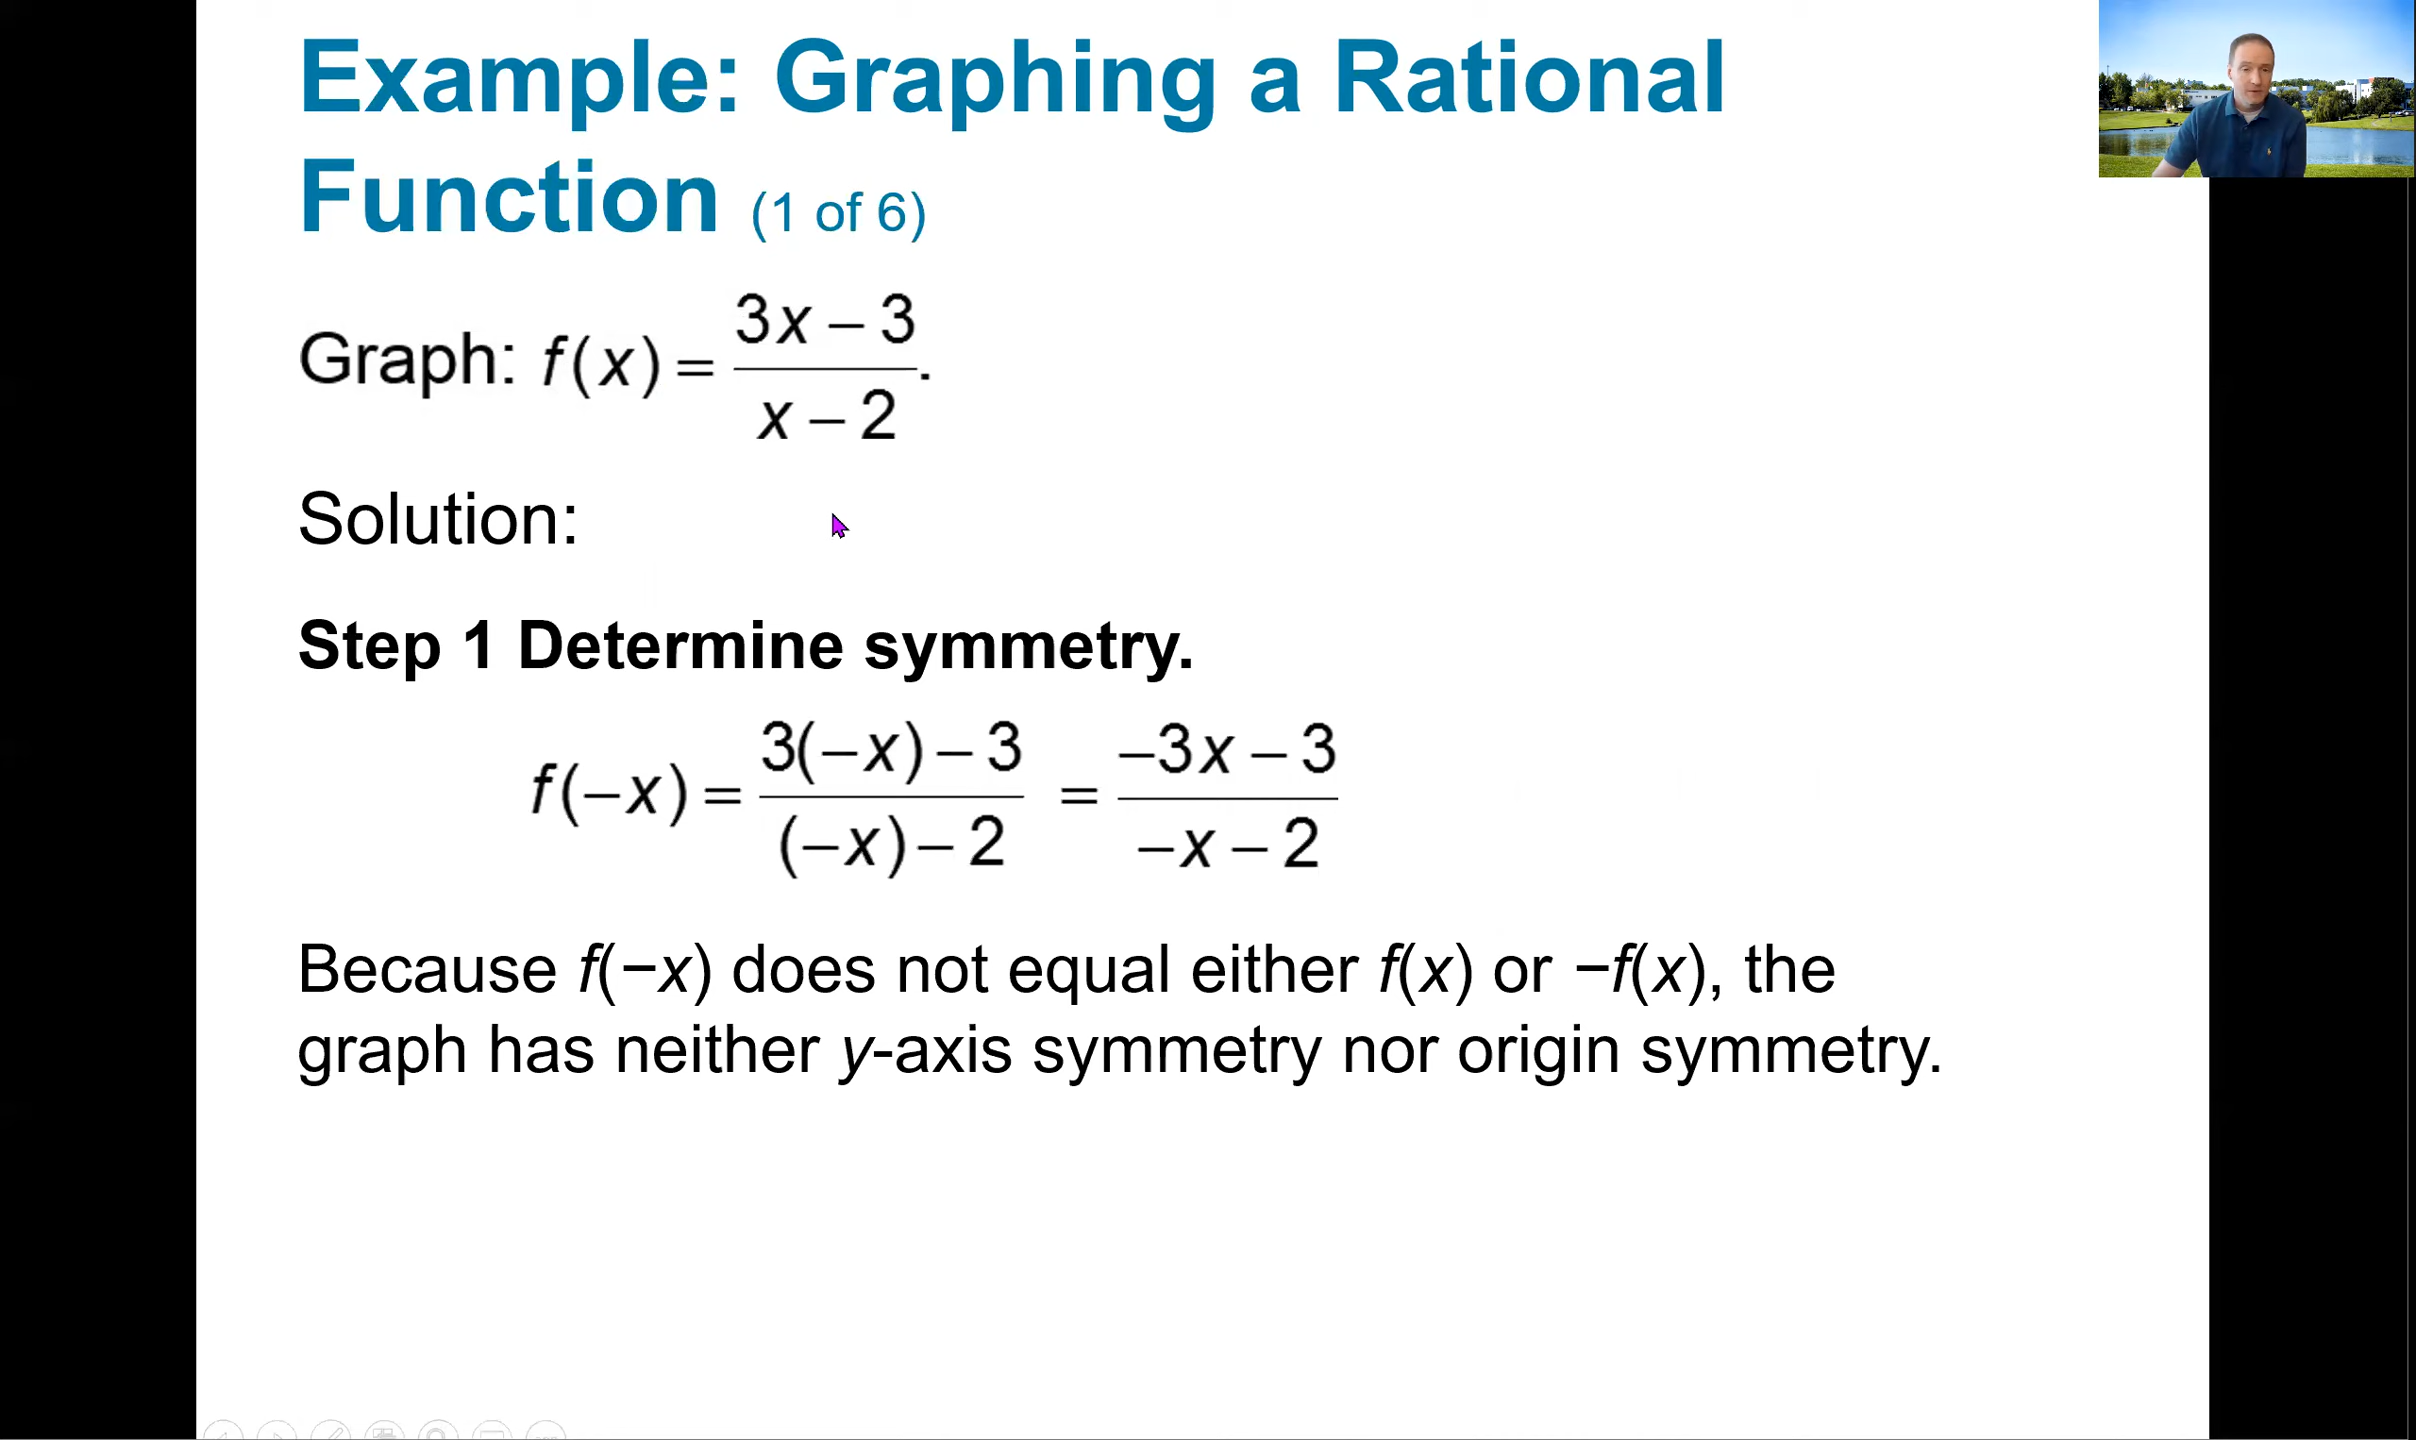 Example: Graphing a Rational
Function (1 of 6)
Graph: f(x) = (3x – 3)/(x – 2).
Solution:
Step 1 Determine symmetry.
f(–x) = (3(–x) – 3)/((–x) – 2) = (–3x – 3)/(–x – 2)
Because f(−x) does not equal either f(x) or −f(x), the
graph has neither y-axis symmetry nor origin symmetry.